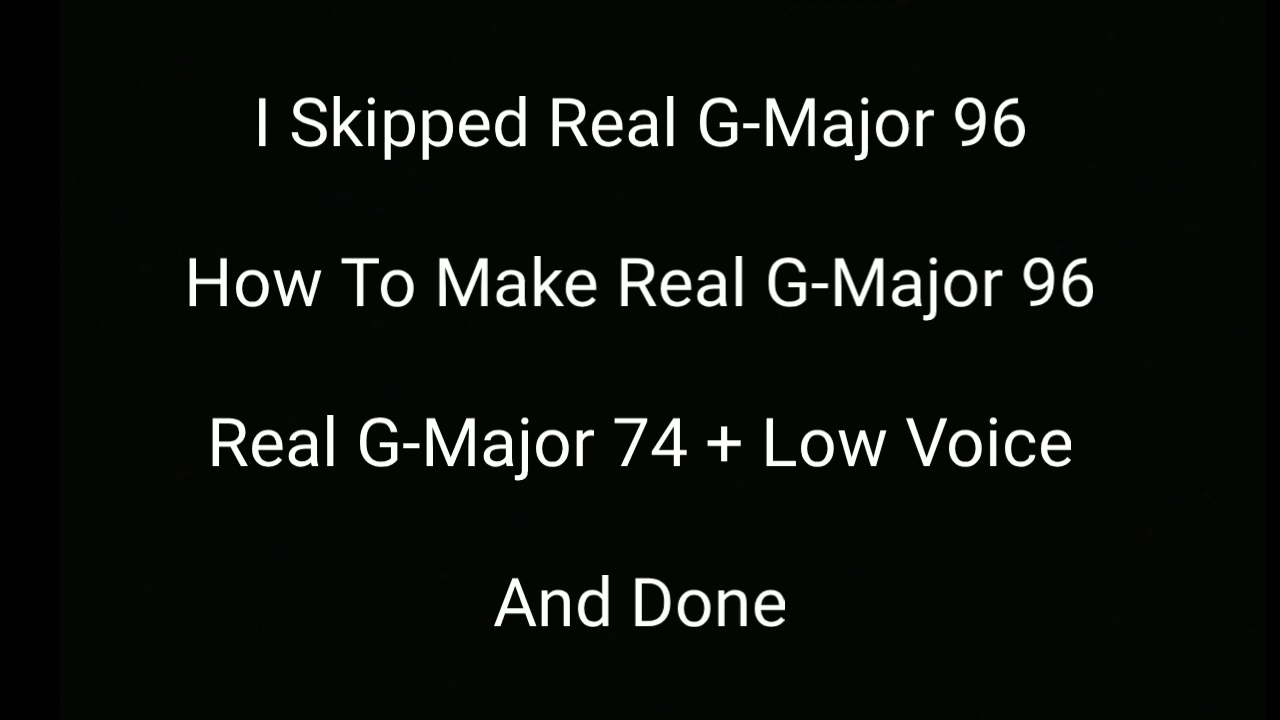 I Skipped Real G-Major 96
How To Make Real G-Major 96
Real G-Major 74 + Low Voice
And Done